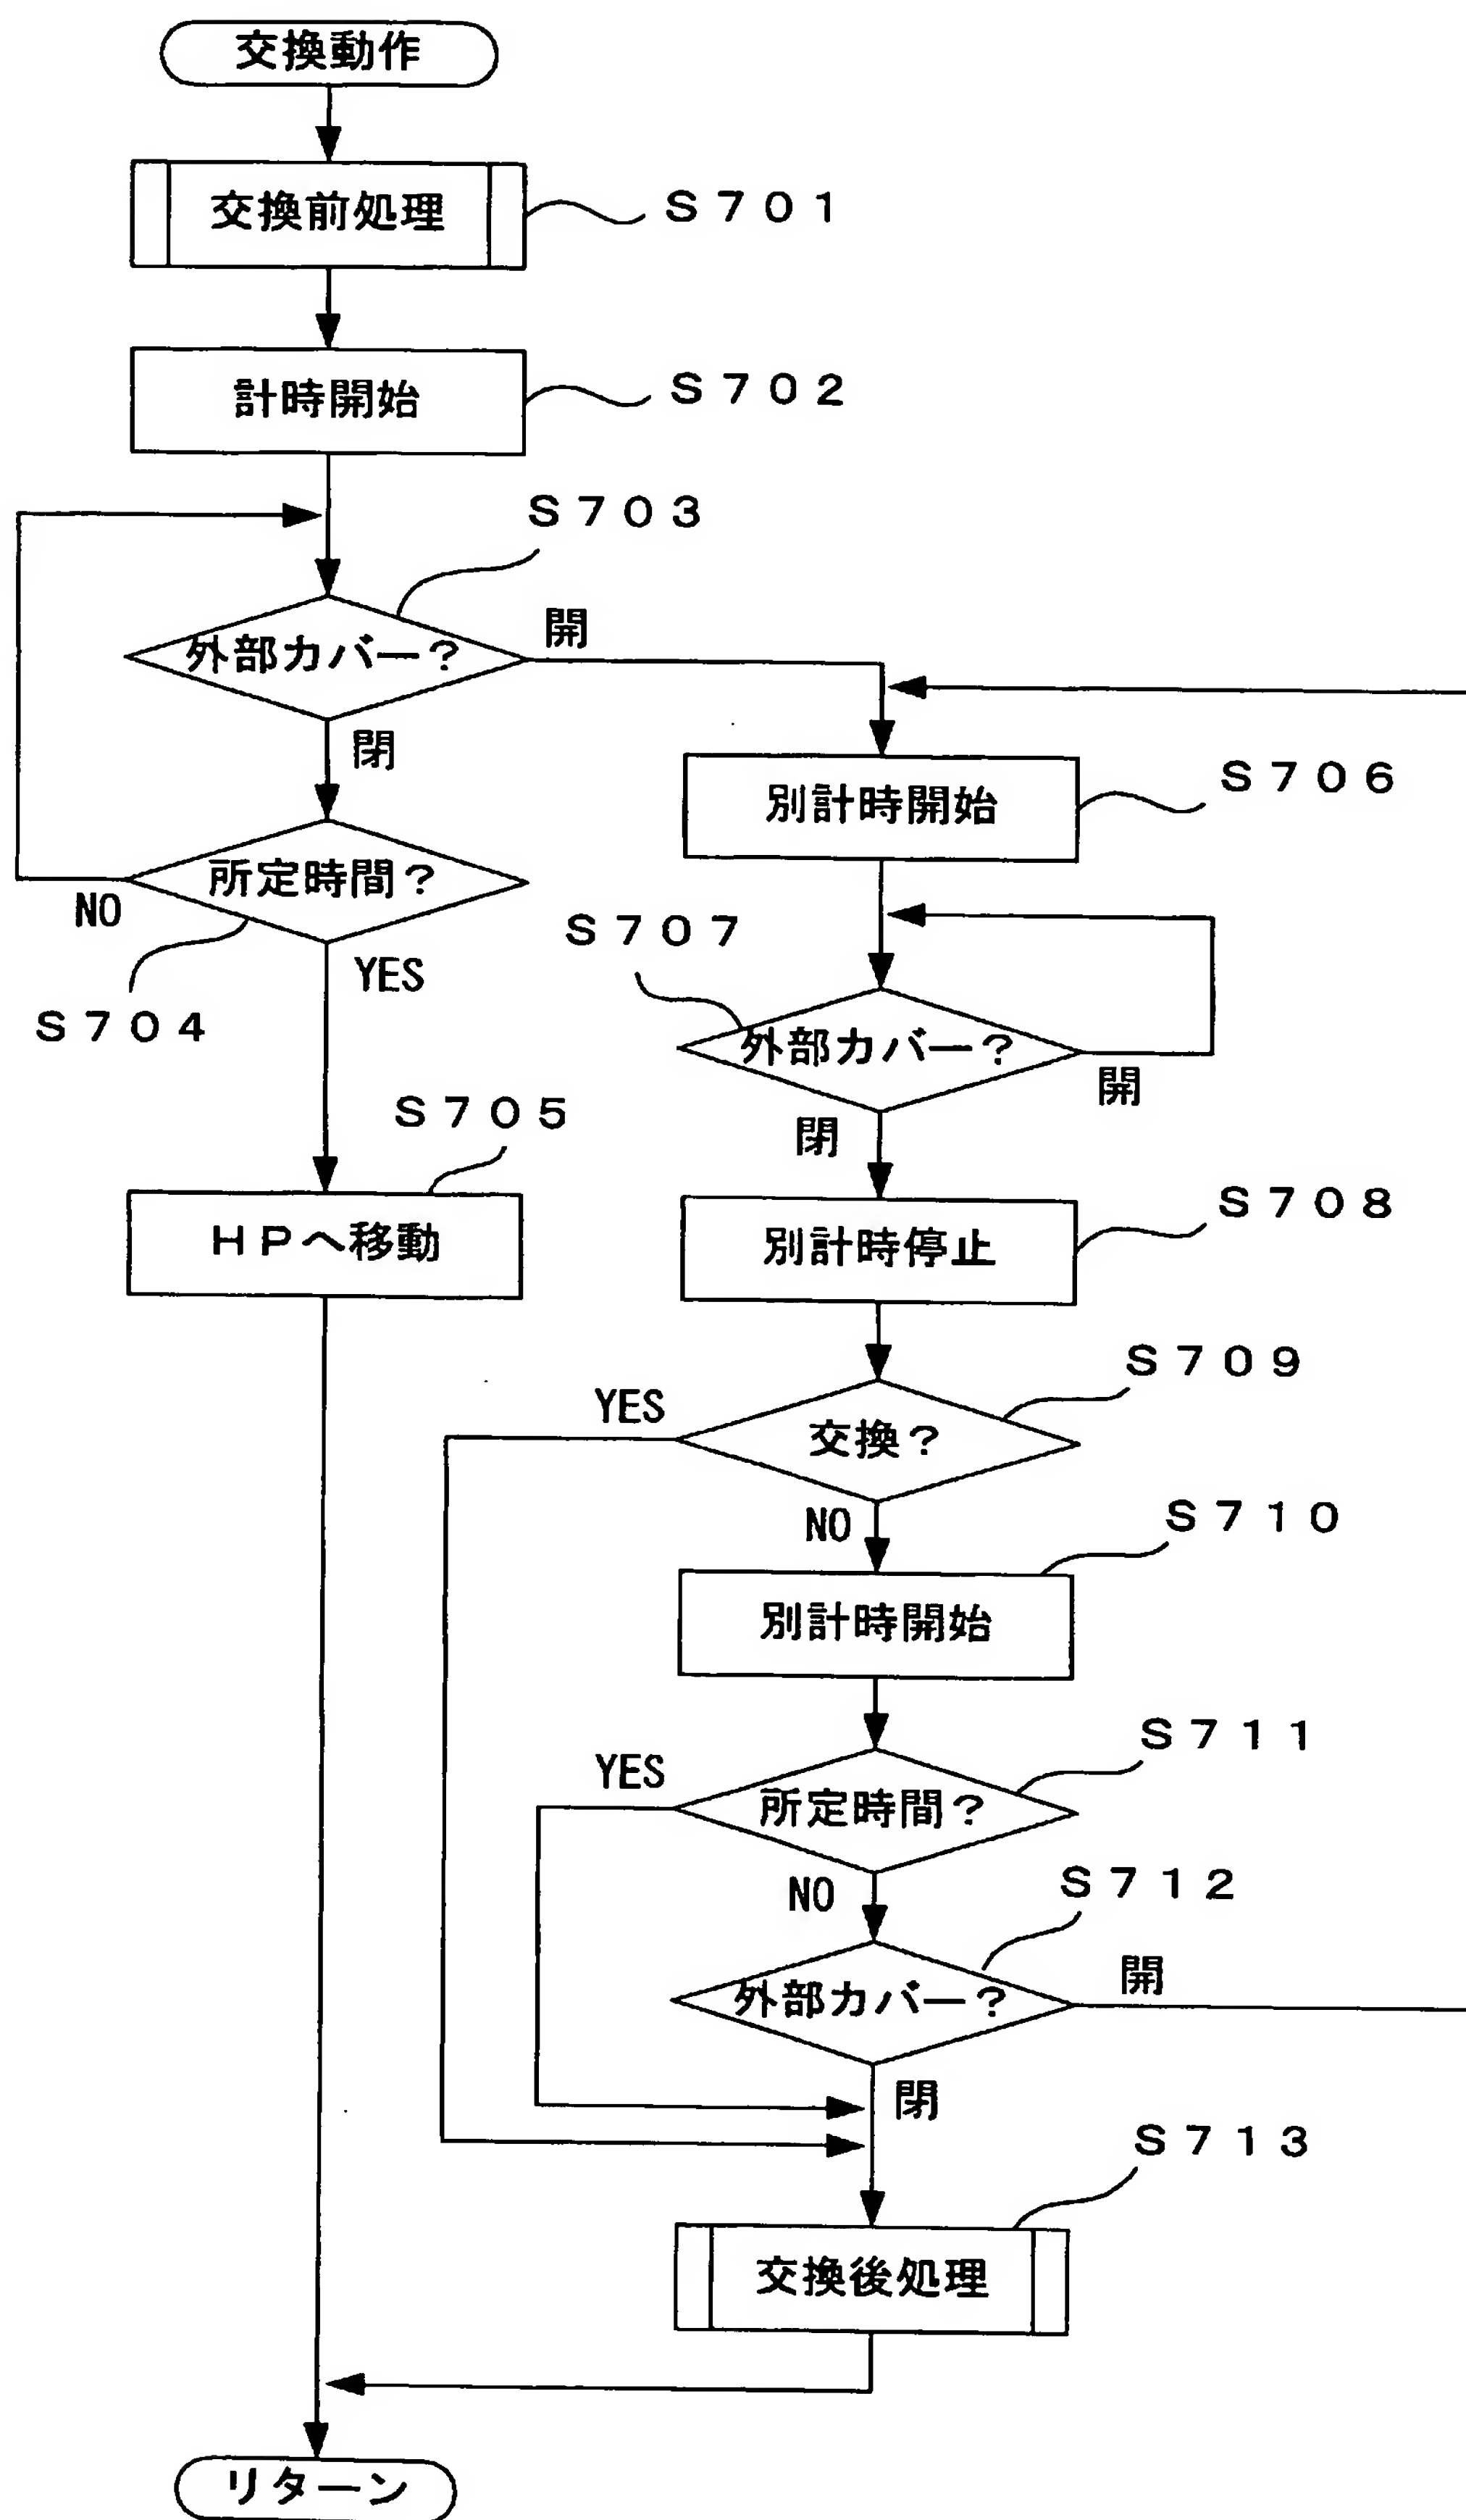 交換動作
交換前処理
S701
計時開始
S702
S703
外部カバー?
開
閉
所定時間?
NO
YES
S704
S705
HPへ移動
別計時開始
S706
S707
外部カバー?
開
閉
別計時停止
S708
S709
YES
交換?
NO
S710
別計時開始
S711
YES
所定時間?
NO
S712
外部カバー?
開
閉
S713
交換後処理
リターン